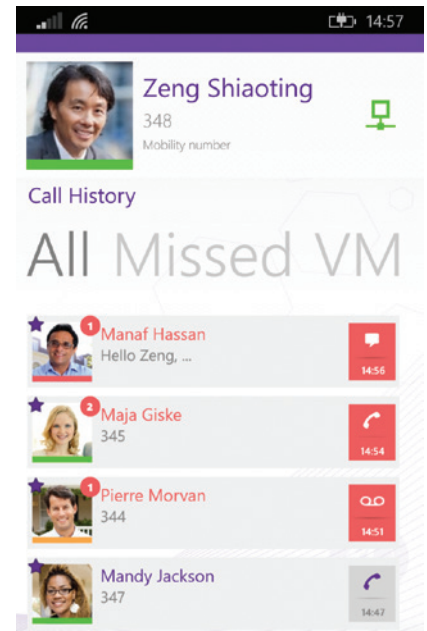 14:57
Zeng Shiaoting
348
Mobility number
Call History
All Missed VM
1
Manaf Hassan
Hello Zeng, ...
14:56
2
Maja Giske
345
14:54
1
Pierre Morvan
344
14:51
Mandy Jackson
347
14:47